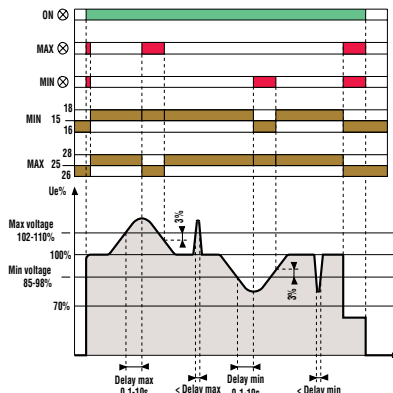 ON
MAX
MIN
MIN 15 18
16
MAX 25 28
26
Ue%
Max voltage
102-110%
100%
Min voltage
85-98%
70%
3%
3%
Delay max
0.1-10s
< Delay max
Delay min
0.1-10s
< Delay min